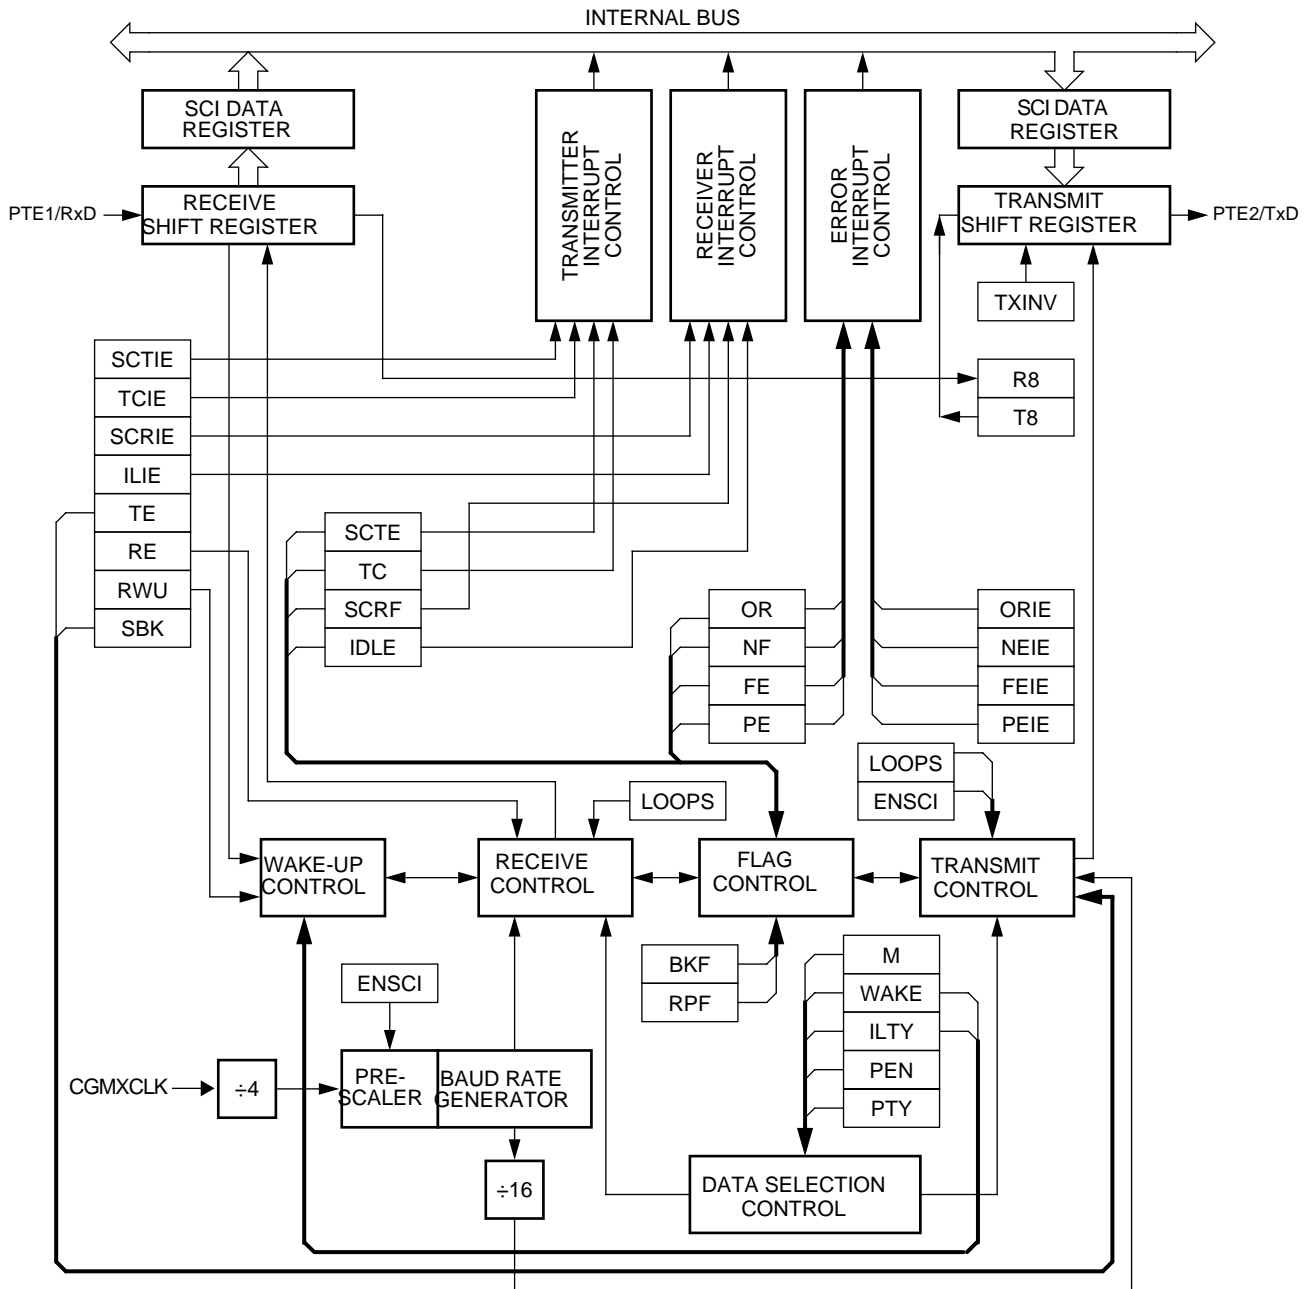 INTERNAL BUS
SCI DATA
REGISTER
SCI DATA
REGISTER
TRANSMITTER
INTERRUPT
CONTROL
RECEIVER
INTERRUPT
CONTROL
ERROR
INTERRUPT
CONTROL
PTE1/RxD
RECEIVE
SHIFT REGISTER
TRANSMIT
SHIFT REGISTER
PTE2/TxD
TXINV
SCTIE
TCIE
SCRIE
ILIE
TE
RE
RWU
SBK
R8
T8
SCTE
TC
SCRF
IDLE
OR
NF
FE
PE
ORIE
NEIE
FEIE
PEIE
LOOPS
LOOPS
ENSCI
WAKE-UP
CONTROL
RECEIVE
CONTROL
FLAG
CONTROL
TRANSMIT
CONTROL
BKF
RPF
ENSCI
M
WAKE
ILTY
PEN
PTY
CGMXCLK
÷4
PRE-
SCALER
BAUD RATE
GENERATOR
÷16
DATA SELECTION
CONTROL